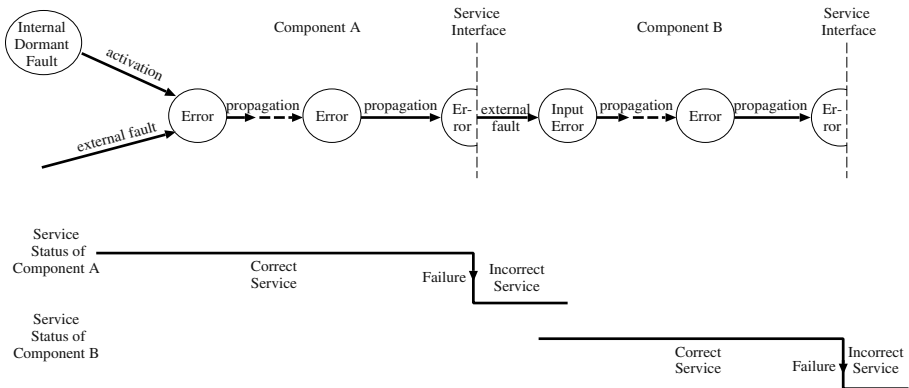 Internal
Dormant
Fault
Component A
Service
Interface
Component B
Service
Interface
activation
external fault
Error
propagation
Error
propagation
Er-
ror
external
fault
Input
Error
propagation
Error
propagation
Er-
ror
Service
Status of
Component A
Correct
Service
Failure
Incorrect
Service
Service
Status of
Component B
Correct
Service
Failure
Incorrect
Service